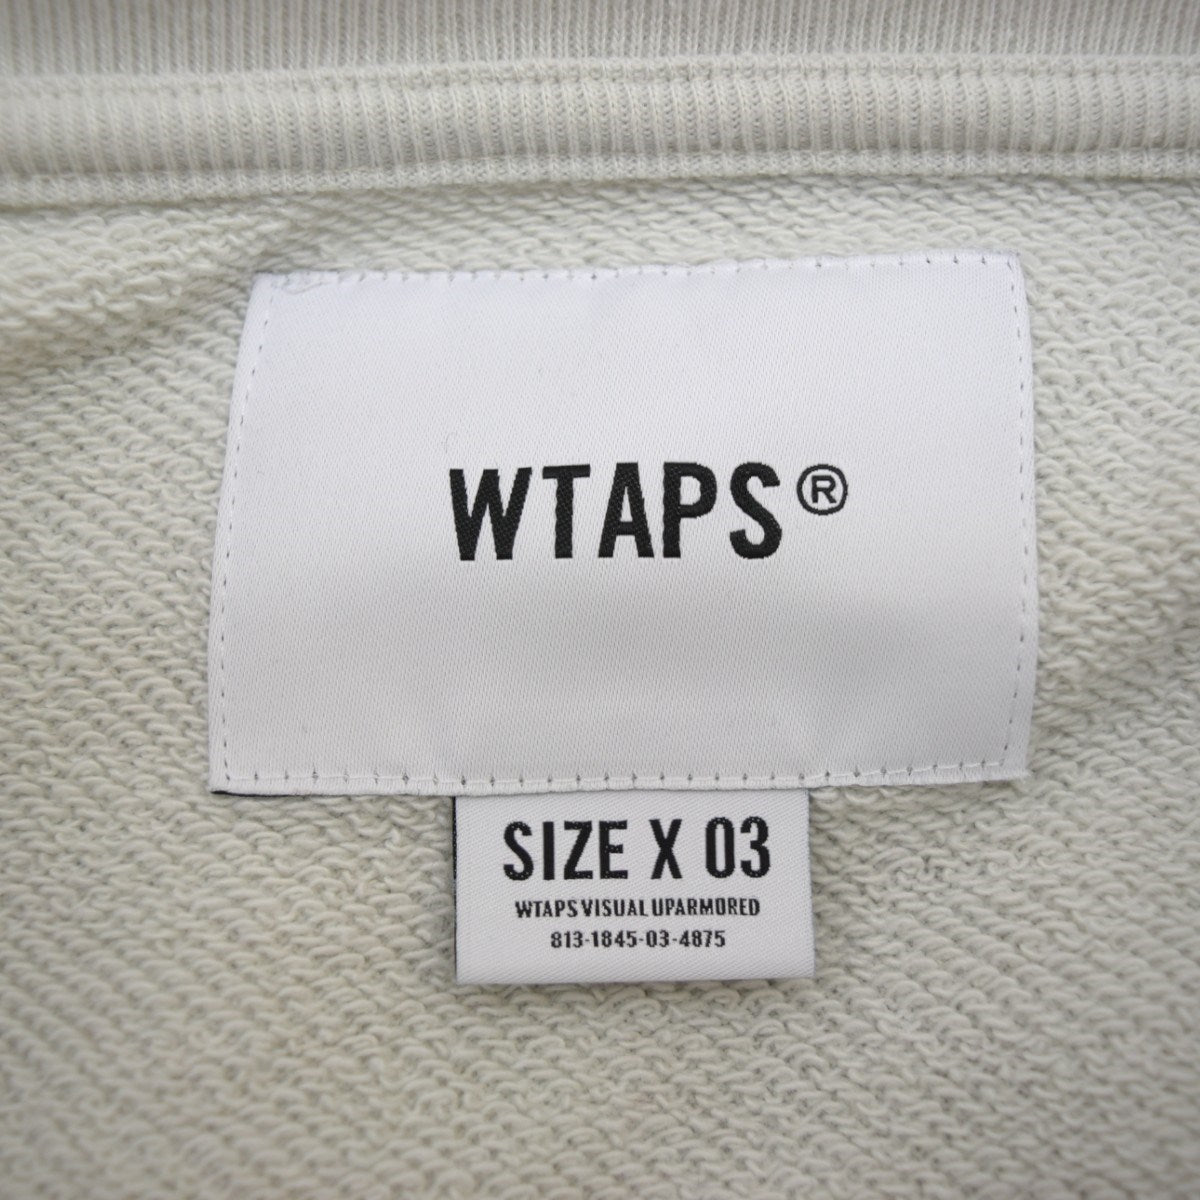 WTAPS®
SIZE X 03
WTAPS VISUAL UPARMORED
813-1845-03-4875